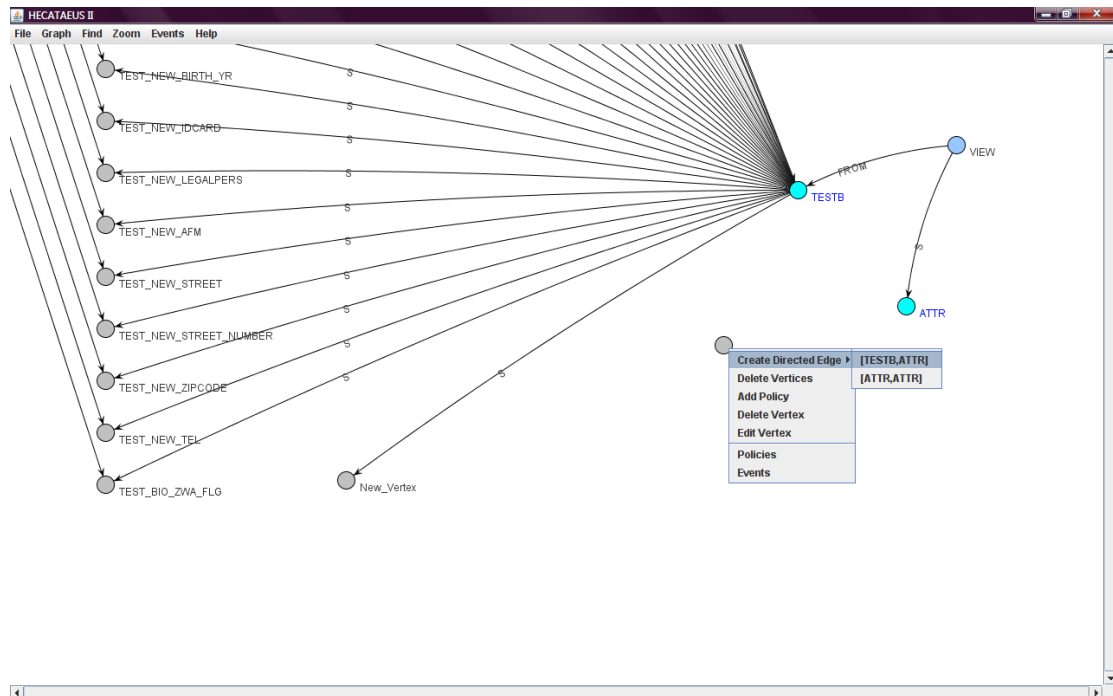 HECATAEUS II
File Graph Find Zoom Events Help
TEST_NEW_BIRTH_YR
S
TEST_NEW_IDCARD
S
TEST_NEW_LEGALPERS
S
TEST_NEW_AFM
S
TEST_NEW_STREET
S
TEST_NEW_STREET_NUMBER
S
TEST_NEW_ZIPCODE
S
TEST_NEW_TEL
S
TEST_BIO_ZWA_FLG
S
S
S
New_Vertex
VIEW
FROM
TESTB
S
ATTR
Create Directed Edge
[TESTB,ATTR]
Delete Vertices
[ATTR,ATTR]
Add Policy
Delete Vertex
Edit Vertex
Policies
Events